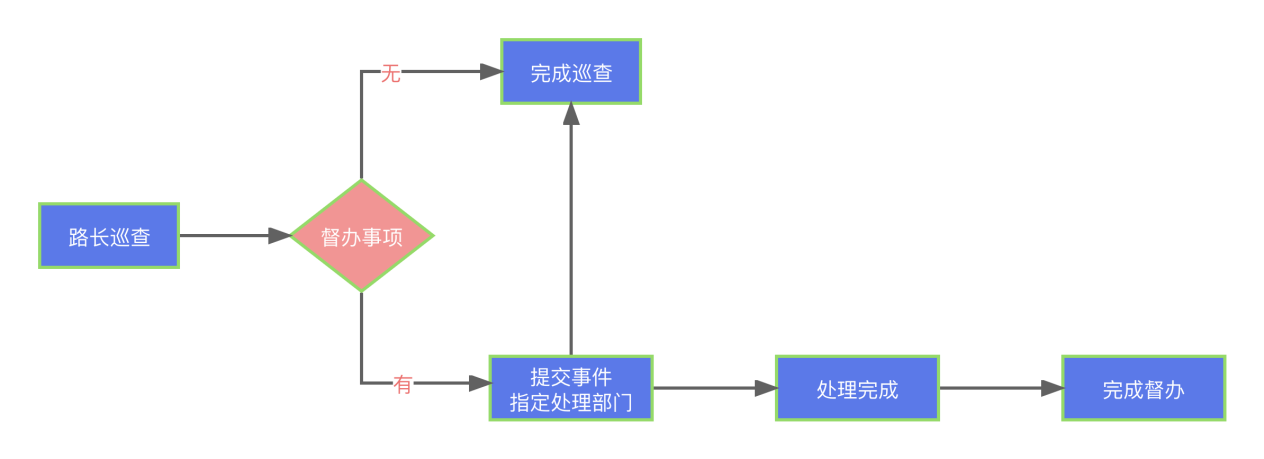 无
完成巡查
路长巡查
督办事项
有
提交事件
指定处理部门
处理完成
完成督办